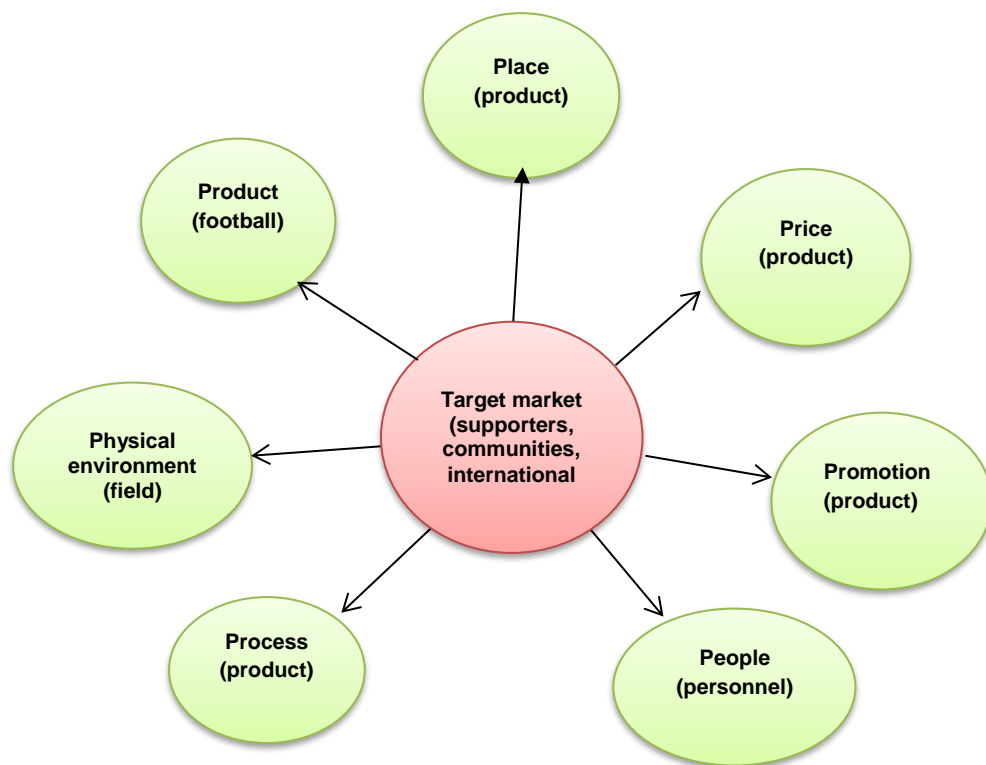 Place
(product)
Product
(football)
Price
(product)
Target market
(supporters,
communities,
international
Physical
environment
(field)
Promotion
(product)
Process
(product)
People
(personnel)